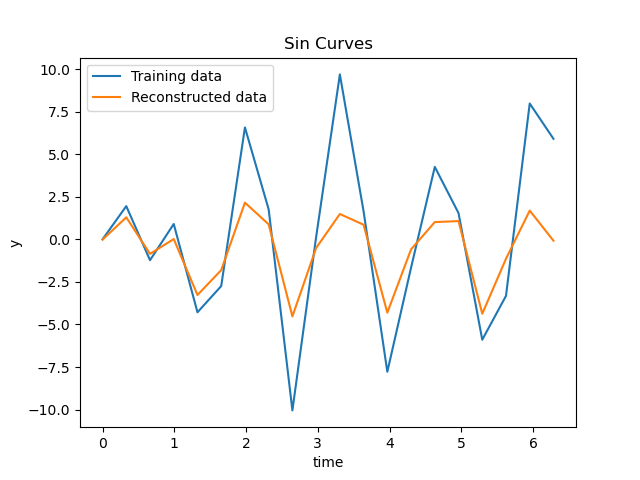 Sin Curves
Training data
Reconstructed data
10.0
7.5
5.0
2.5
0.0
−2.5
−5.0
−7.5
−10.0
y
0 1 2 3 4 5 6
time